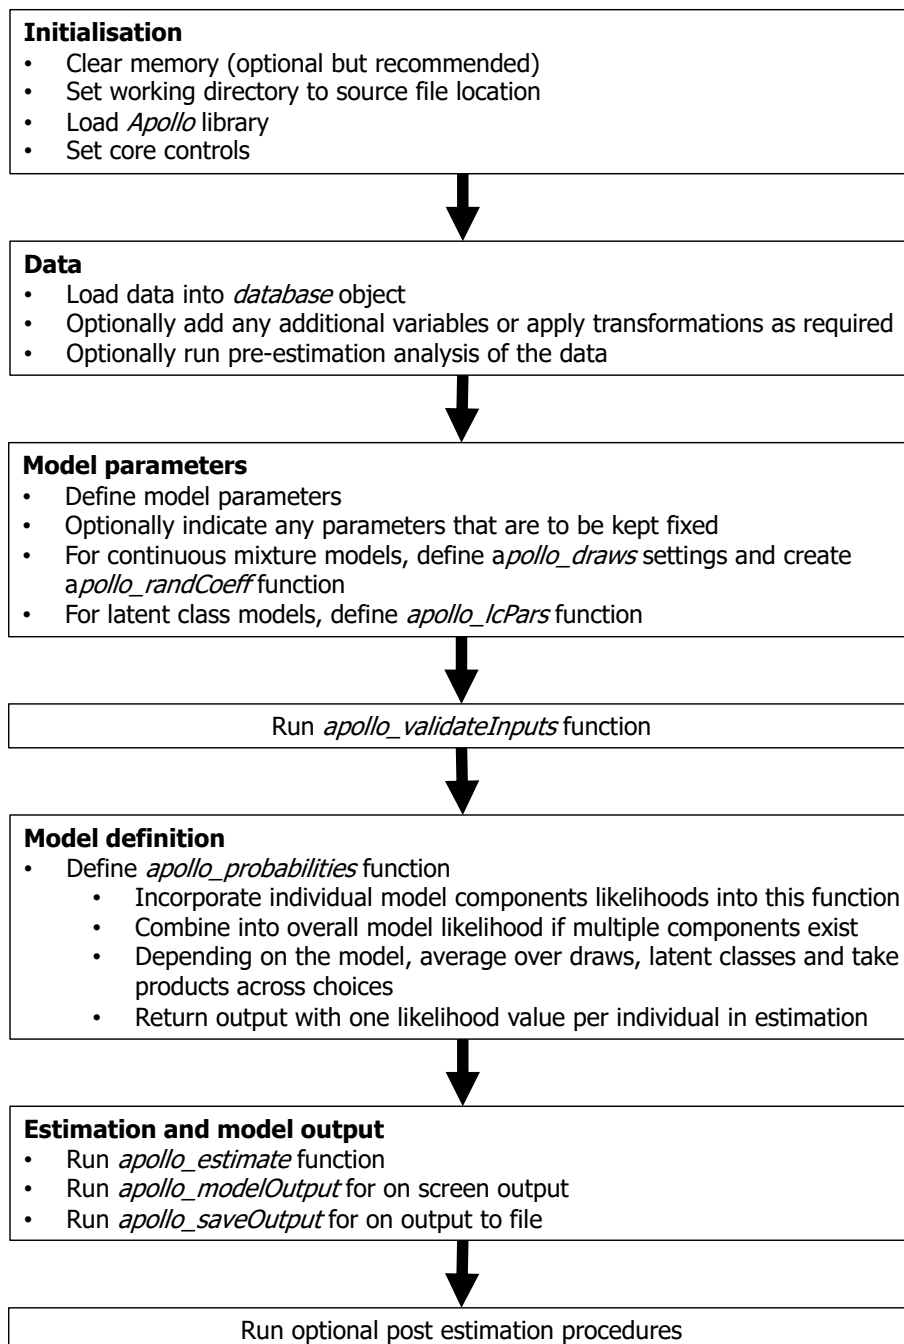 Initialisation
• Clear memory (optional but recommended)
• Set working directory to source file location
• Load Apollo library
• Set core controls
Data
• Load data into database object
• Optionally add any additional variables or apply transformations as required
• Optionally run pre-estimation analysis of the data
Model parameters
• Define model parameters
• Optionally indicate any parameters that are to be kept fixed
• For continuous mixture models, define apollo_draws settings and create
apollo_randCoeff function
• For latent class models, define apollo_lcPars function
Run apollo_validateInputs function
Model definition
• Define apollo_probabilities function
• Incorporate individual model components likelihoods into this function
• Combine into overall model likelihood if multiple components exist
• Depending on the model, average over draws, latent classes and take
products across choices
• Return output with one likelihood value per individual in estimation
Estimation and model output
• Run apollo_estimate function
• Run apollo_modelOutput for on screen output
• Run apollo_saveOutput for on output to file
Run optional post estimation procedures